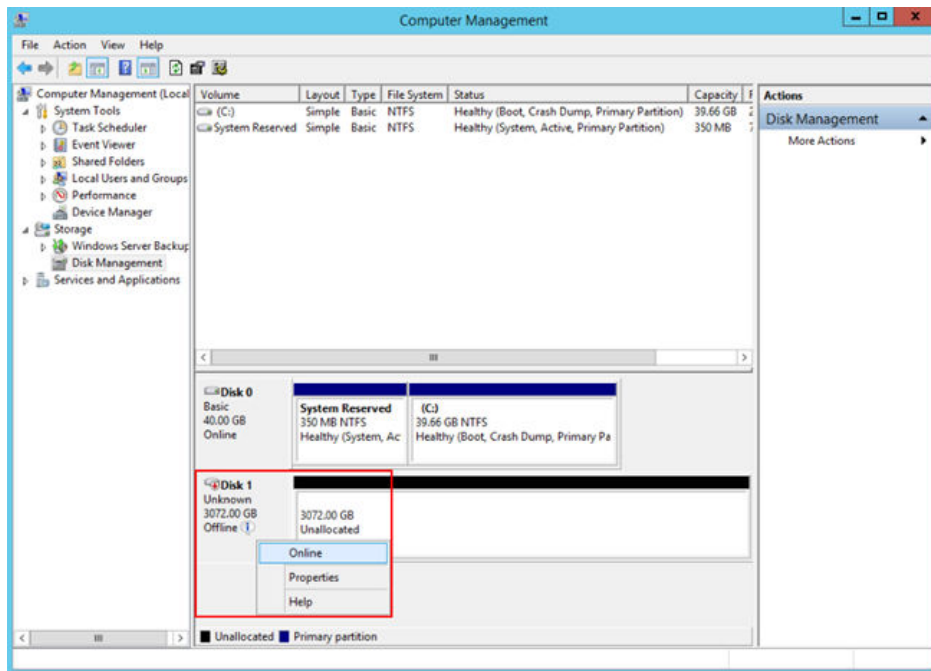 Computer Management
File Action View Help
Computer Management (Local
System Tools
Task Scheduler
Event Viewer
Shared Folders
Local Users and Groups
Performance
Device Manager
Storage
Windows Server Backup
Disk Management
Services and Applications
Volume Layout Type File System Status Capacity F
(C:) Simple Basic NTFS Healthy (Boot, Crash Dump, Primary Partition) 39.66 GB
System Reserved Simple Basic NTFS Healthy (System, Active, Primary Partition) 350 MB
Actions
Disk Management
More Actions
Disk 0
Basic
40.00 GB
Online
System Reserved
350 MB NTFS
Healthy (System, Ac
(C:)
39.66 GB NTFS
Healthy (Boot, Crash Dump, Primary Pa
Disk 1
Unknown
3072.00 GB
Offline
3072.00 GB
Unallocated
Online
Properties
Help
Unallocated Primary partition